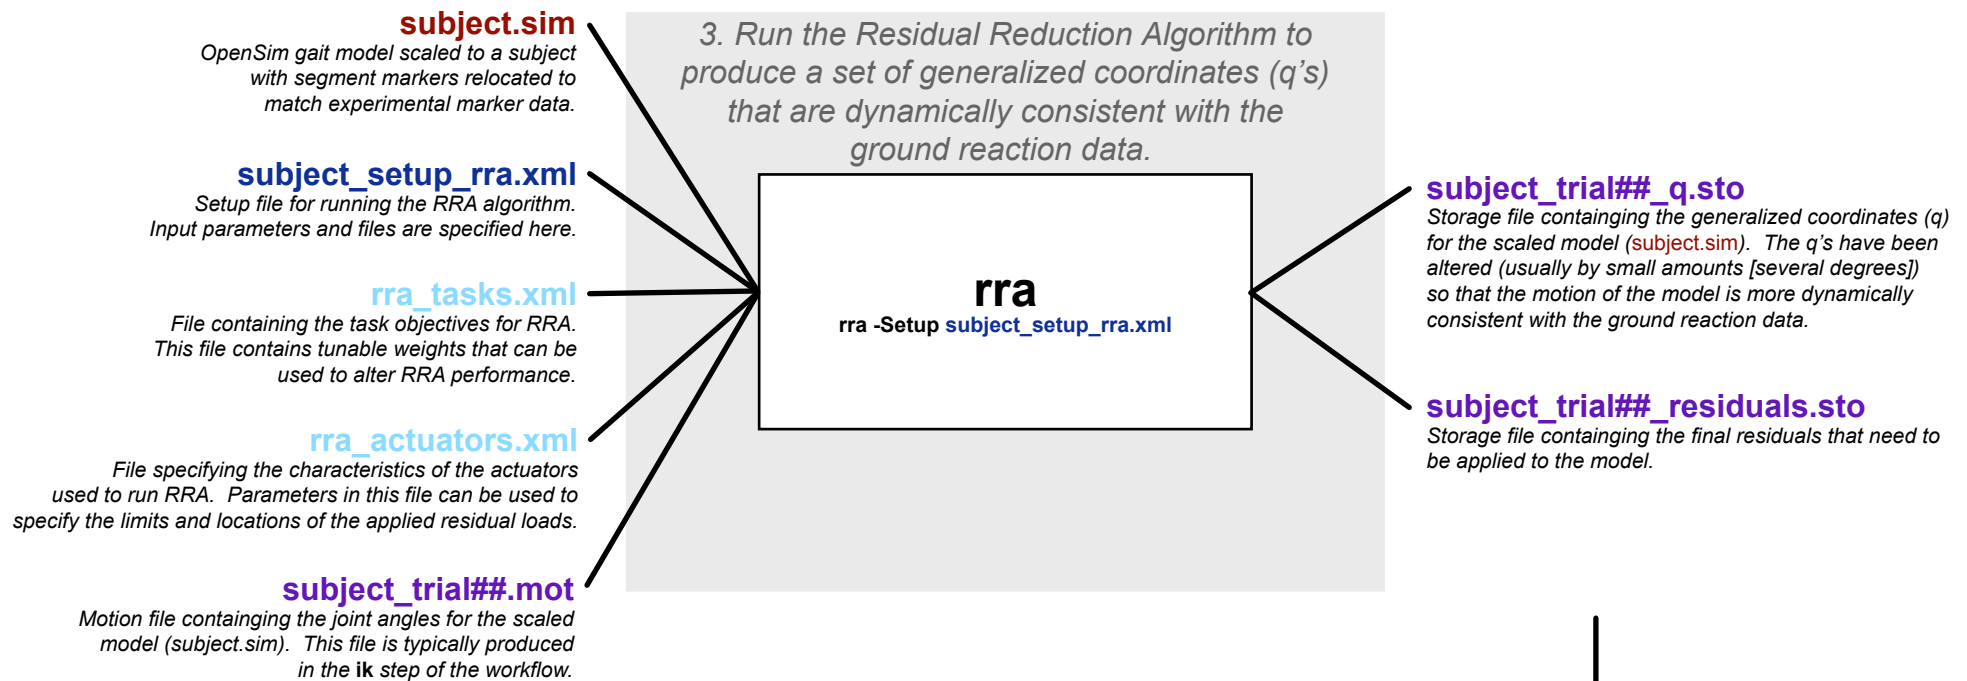 subject.sim
OpenSim gait model scaled to a subject
with segment markers relocated to
match experimental marker data.
subject_setup_rra.xml
Setup file for running the RRA algorithm.
Input parameters and files are specified here.
rra_tasks.xml
File containing the task objectives for RRA.
This file contains tunable weights that can be
used to alter RRA performance.
rra_actuators.xml
File specifying the characteristics of the actuators
used to run RRA. Parameters in this file can be used to
specify the limits and locations of the applied residual loads.
subject_trial##.mot
Motion file containging the joint angles for the scaled
model (subject.sim). This file is typically produced
in the ik step of the workflow.
3. Run the Residual Reduction Algorithm to
produce a set of generalized coordinates (q's)
that are dynamically consistent with the
ground reaction data.
rra
rra -Setup subject_setup_rra.xml
subject_trial##_q.sto
Storage file containging the generalized coordinates (q)
for the scaled model (subject.sim). The q's have been
altered (usually by small amounts [several degrees])
so that the motion of the model is more dynamically
consistent with the ground reaction data.
subject_trial##_residuals.sto
Storage file containging the final residuals that need to
be applied to the model.